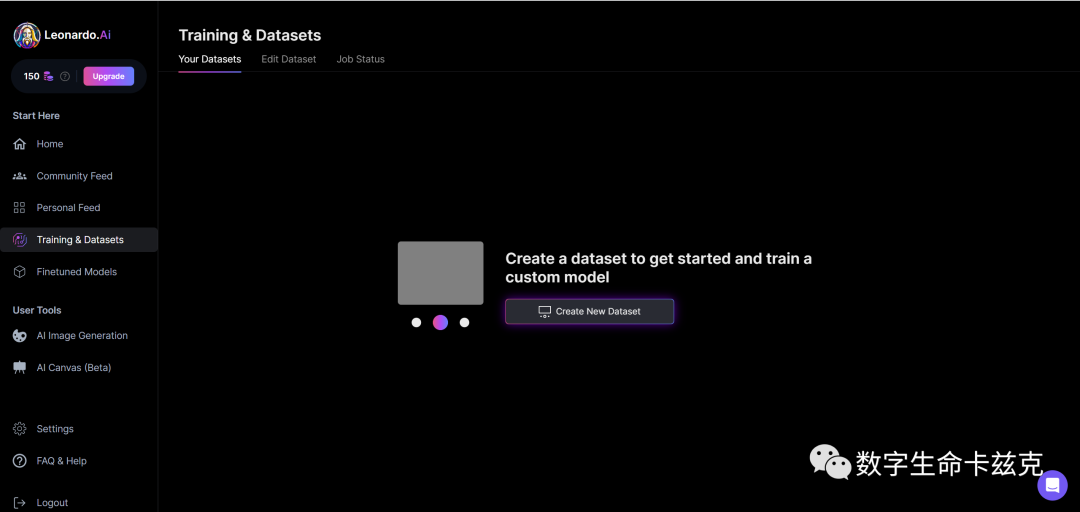 Leonardo.Ai
150
Upgrade
Start Here
Home
Community Feed
Personal Feed
Training & Datasets
Finetuned Models
User Tools
AI Image Generation
AI Canvas (Beta)
Settings
FAQ & Help
Logout
Training & Datasets
Your Datasets Edit Dataset Job Status
Create a dataset to get started and train a
custom model
Create New Dataset
数字生命卡兹克